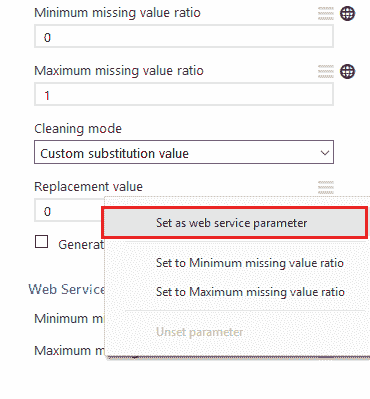 Minimum missing value ratio
0
Maximum missing value ratio
1
Cleaning mode
Custom substitution value
Replacement value
0
Set as web service parameter
Generat
Set to Minimum missing value ratio
Web Service
Set to Maximum missing value ratio
Minimum m
Unset parameter
Maximum m